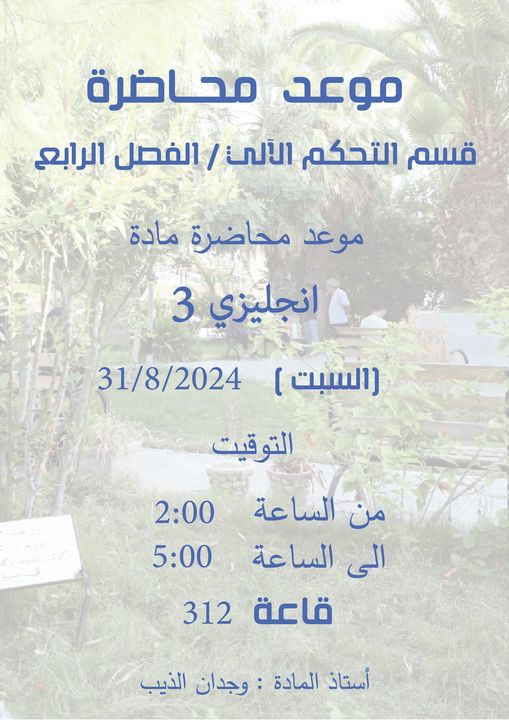 موعد محاضرة
قسم التحكم الآلي / الفصل الرابع
موعد محاضرة مادة
انجليزي 3
(السبت ) 31/8/2024
التوقيت
من الساعة 2:00
الى الساعة 5:00
قاعة 312
أستاذ المادة : وجدان الذيب